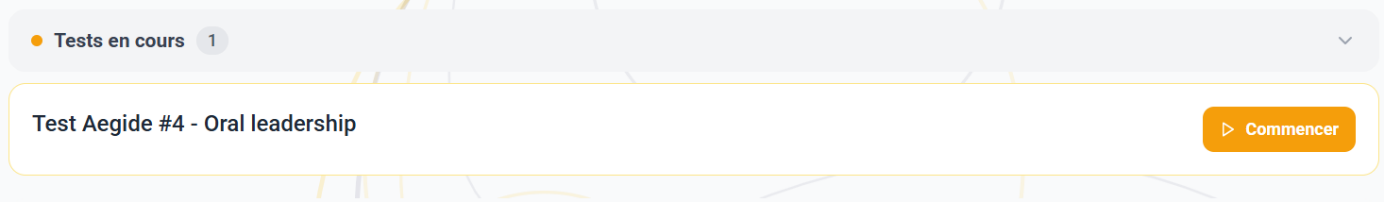 Tests en cours 1
Test Aegide #4 - Oral leadership
Commencer